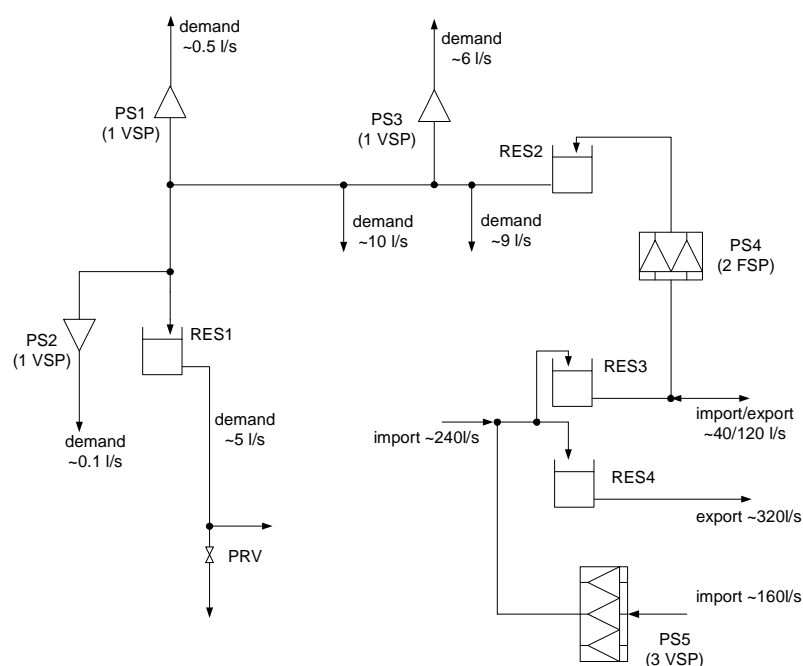 demand
~0.5 l/s
PS1
(1 VSP)
demand
~6 l/s
PS3
(1 VSP)
RES2
demand
~10 l/s
demand
~9 l/s
PS4
(2 FSP)
PS2
(1 VSP)
RES1
demand
~0.1 l/s
demand
~5 l/s
PRV
RES3
import/export
~40/120 l/s
import ~240l/s
RES4
export ~320l/s
import ~160l/s
PS5
(3 VSP)